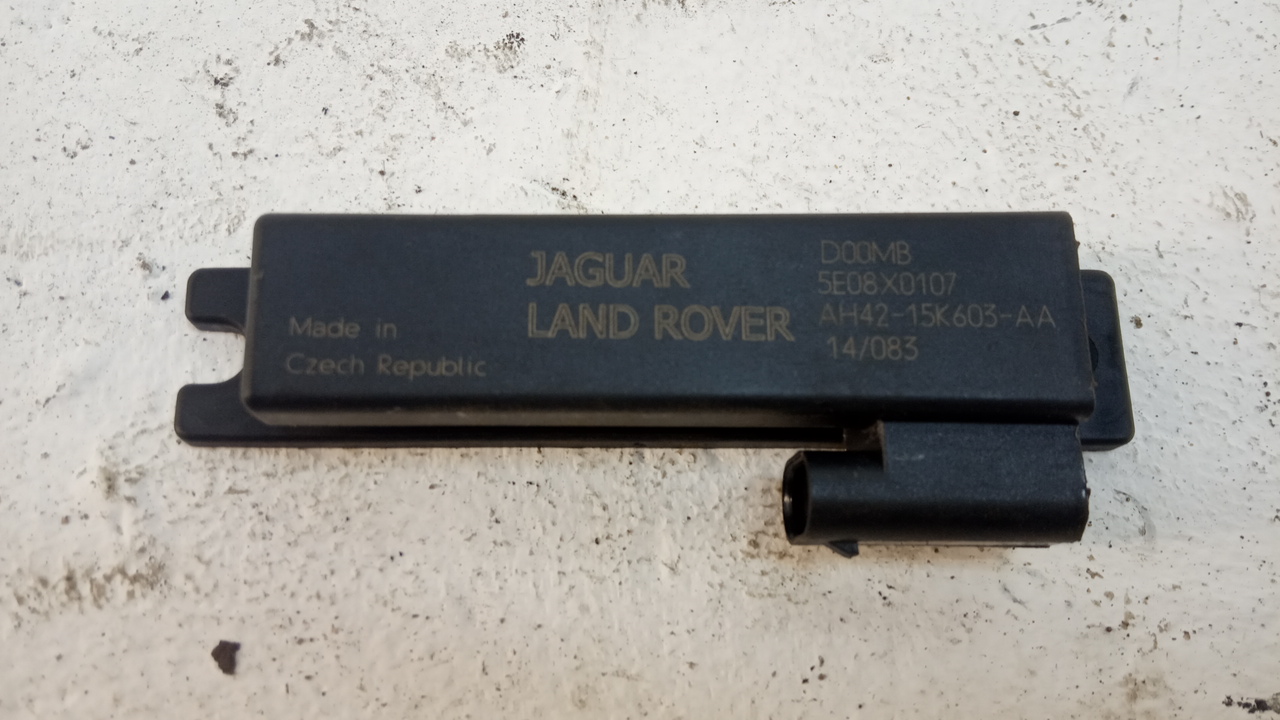 Made in
Czech Republic
JAGUAR
LAND ROVER
D00MB
5E08X0107
AH42-15K603-AA
14/083